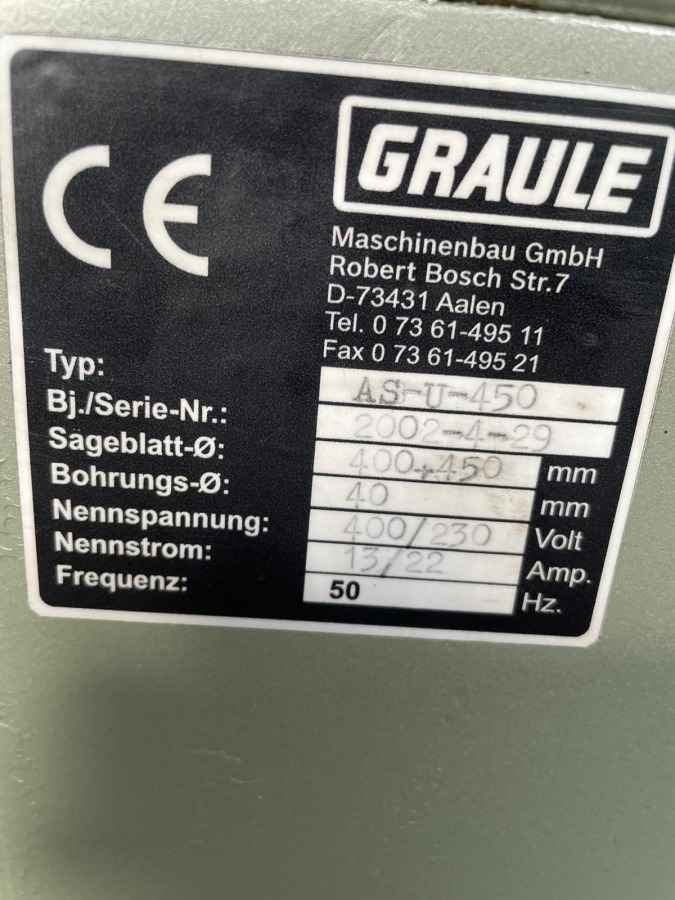 CE
GRAULE
Maschinenbau GmbH
Robert Bosch Str.7
D-73431 Aalen
Tel. 0 73 61-495 11
Fax 0 73 61-495 21
Typ: AS-U-450
Bj./Serie-Nr.: 2002-4-29
Sageblatt-Ø: 400+450 mm
Bohrungs-Ø: 40 mm
Nennspannung: 400/230 Volt
Nennstrom: 13/22 Amp.
Frequenz: 50 Hz.